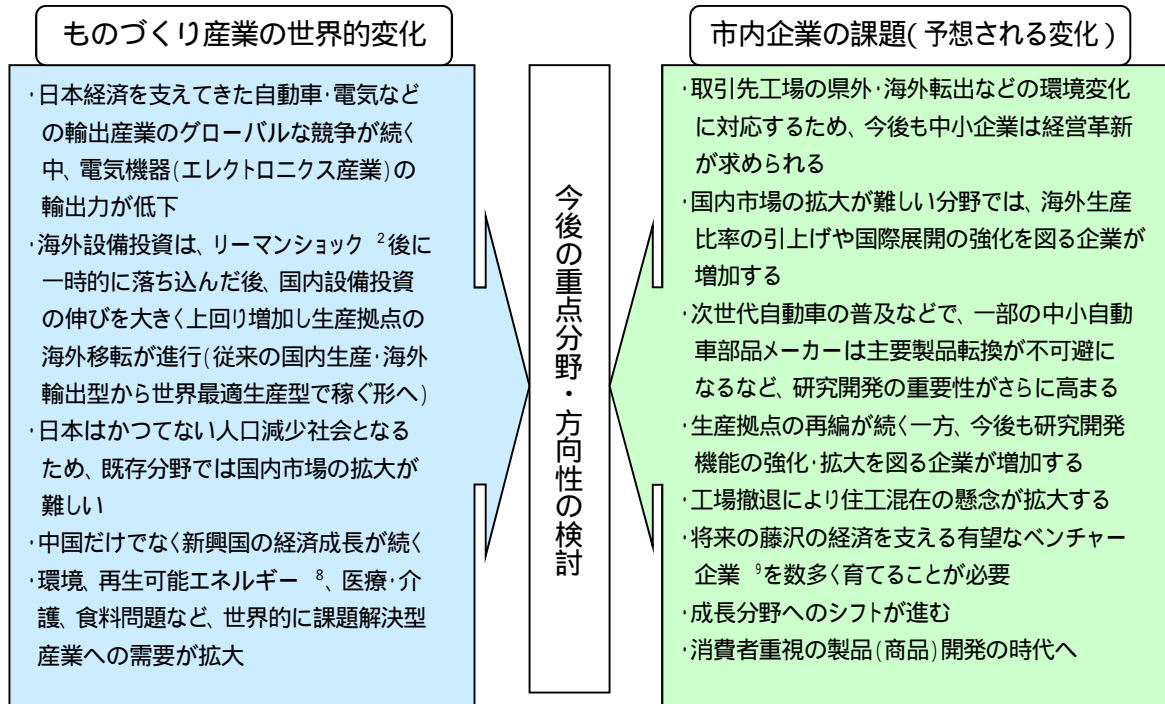 ものづくり産業の世界的変化
・日本経済を支えてきた自動車・電気など
の輸出産業のグローバルな競争が続く
中、電気機器(エレクトロニクス産業)の
輸出力が低下
・海外設備投資は、リーマンショック ²後に
一時的に落ち込んだ後、国内設備投資
の伸びを大きく上回り増加し生産拠点の
海外移転が進行(従来の国内生産・海外
輸出型から世界最適生産型で稼ぐ形へ)
・日本はかつてない人口減少社会となる
ため、既存分野では国内市場の拡大が
難しい
・中国だけでなく新興国の経済成長が続く
・環境、再生可能エネルギー ⁸、医療・介
護、食料問題など、世界的に課題解決型
産業への需要が拡大
今後の重点分野・方向性の検討
市内企業の課題(予想される変化)
・取引先工場の県外・海外転出などの環境変化
に対応するため、今後も中小企業は経営革新
が求められる
・国内市場の拡大が難しい分野では、海外生産
比率の引上げや国際展開の強化を図る企業が
増加する
・次世代自動車の普及などで、一部の中小自動
車部品メーカーは主要製品転換が不可避に
なるなど、研究開発の重要性がさらに高まる
・生産拠点の再編が続く一方、今後も研究開発
機能の強化・拡大を図る企業が増加する
・工場撤退により住工混在の懸念が拡大する
・将来の藤沢の経済を支える有望なベンチャー
企業 ⁹を数多く育てることが必要
・成長分野へのシフトが進む
・消費者重視の製品(商品)開発の時代へ